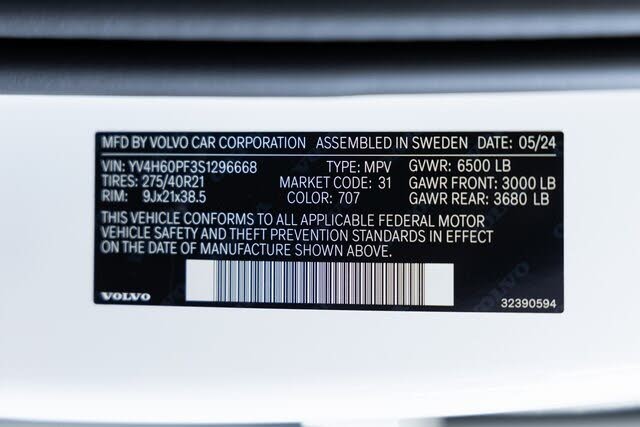 MFD BY VOLVO CAR CORPORATION ASSEMBLED IN SWEDEN DATE: 05/24
VIN: YV4H60PF3S1296668 TYPE: MPV GVWR: 6500 LB
TIRES: 275/40R21 MARKET CODE: 31 GAWR FRONT: 3000 LB
RIM: 9Jx21x38.5 COLOR: 707 GAWR REAR: 3680 LB
THIS VEHICLE CONFORMS TO ALL APPLICABLE FEDERAL MOTOR
VEHICLE SAFETY AND THEFT PREVENTION STANDARDS IN EFFECT
ON THE DATE OF MANUFACTURE SHOWN ABOVE.
VOLVO 32390594